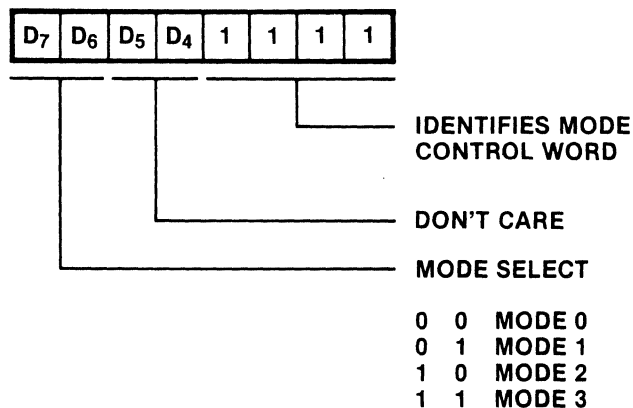 D7 D6 D5 D4 1 1 1 1
IDENTIFIES MODE
CONTROL WORD
DON'T CARE
MODE SELECT
0 0 MODE 0
0 1 MODE 1
1 0 MODE 2
1 1 MODE 3